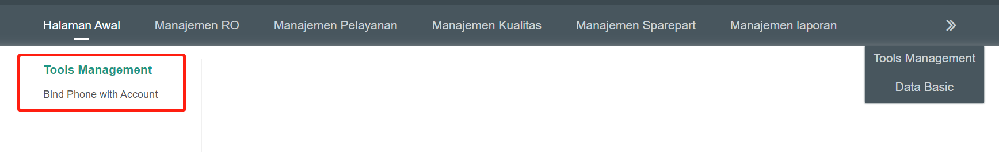 Halaman Awal
Manajemen RO
Manajemen Pelayanan
Manajemen Kualitas
Manajemen Sparepart
Manajemen laporan
Tools Management
Bind Phone with Account
Tools Management
Data Basic